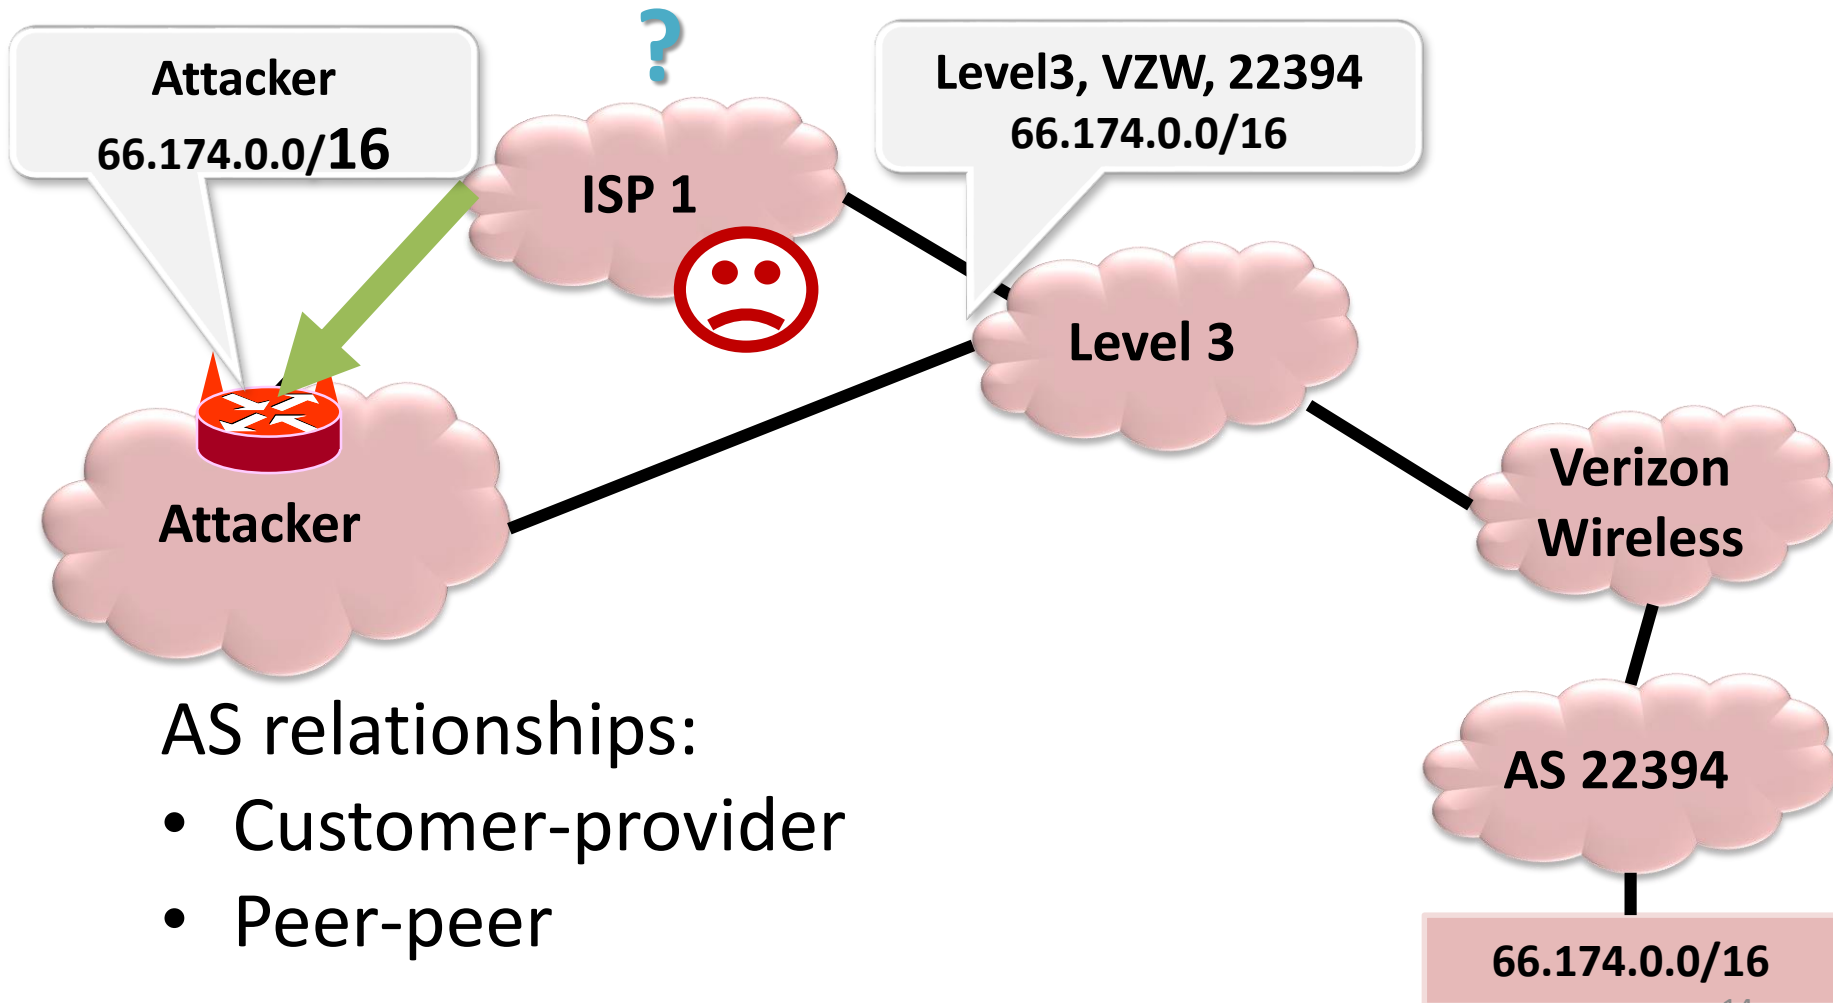 ?
Attacker
66.174.0.0/16
Level3, VZW, 22394
66.174.0.0/16
ISP 1
Level 3
Attacker
Verizon
Wireless
AS 22394
66.174.0.0/16
AS relationships:
• Customer-provider
• Peer-peer